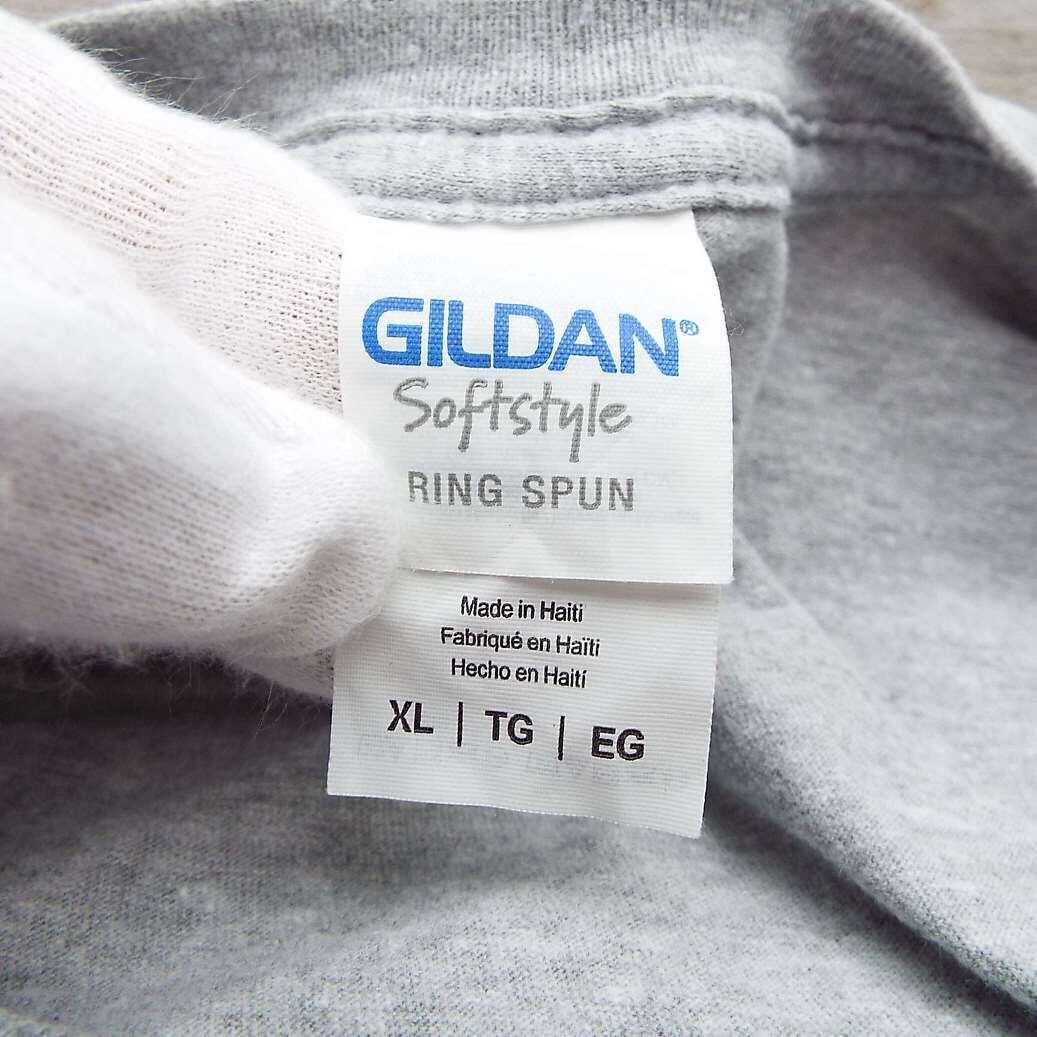 GILDAN®
Softstyle
RING SPUN
Made in Haiti
Fabriqué en Haïti
Hecho en Haití
XL | TG | EG